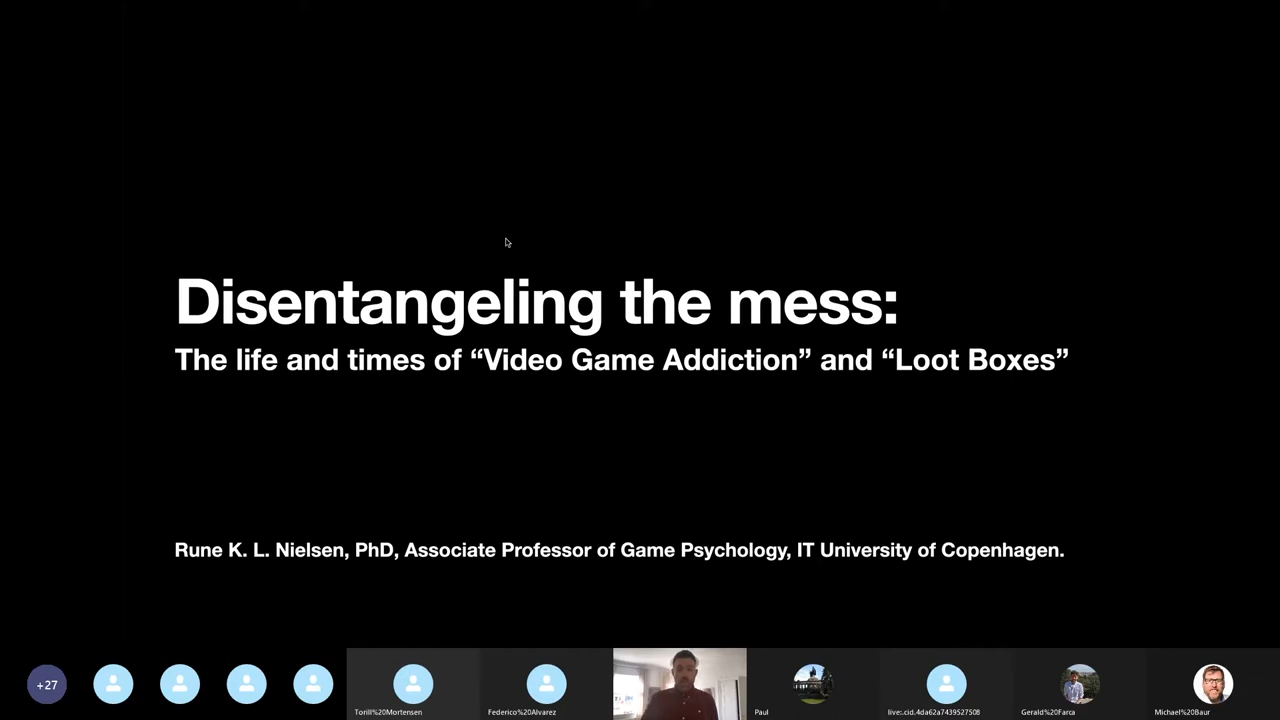 Disentangeling the mess:
The life and times of “Video Game Addiction” and “Loot Boxes”
Rune K. L. Nielsen, PhD, Associate Professor of Game Psychology, IT University of Copenhagen.
+27
Torill%20Mortensen
Federico%20Alvarez
Paul
live:.cid.4da62a7439527508
Gerald%20Farca
Michael%20Baur